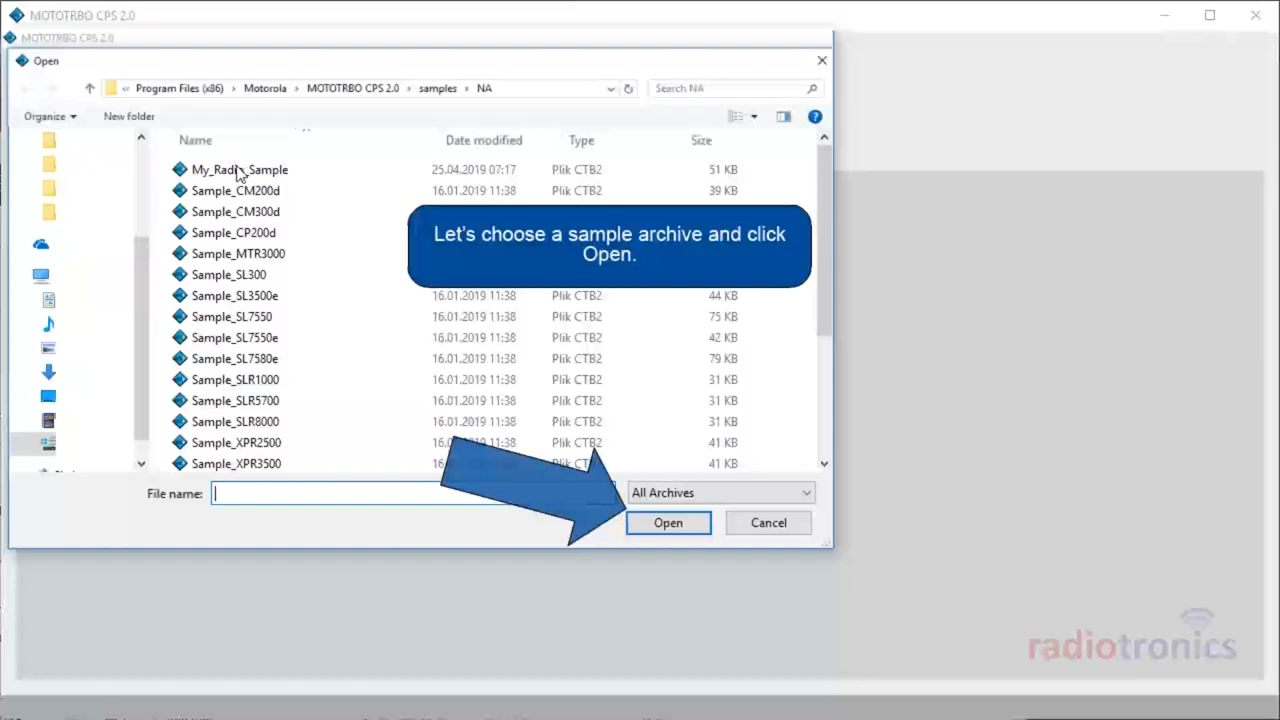 MOTOTRBO CPS 2.0
MOTOTRBO CPS 2.0
Open
« Program Files (x86) › Motorola › MOTOTRBO CPS 2.0 › samples › NA
Search NA
Organize
New folder
Name Date modified Type Size
My_Radio_Sample 25.04.2019 07:17 Plik CTB2 51 KB
Sample_CM200d 16.01.2019 11:38 Plik CTB2 39 KB
Sample_CM300d
Sample_CP200d
Sample_MTR3000
Sample_SL300
Let's choose a sample archive and click
Open.
Sample_SL3500e 16.01.2019 11:38 Plik CTB2 44 KB
Sample_SL7550 16.01.2019 11:38 Plik CTB2 75 KB
Sample_SL7550e 16.01.2019 11:38 Plik CTB2 42 KB
Sample_SL7580e 16.01.2019 11:38 Plik CTB2 79 KB
Sample_SLR1000 16.01.2019 11:38 Plik CTB2 31 KB
Sample_SLR5700 16.01.2019 11:38 Plik CTB2 31 KB
Sample_SLR8000 16.01.2019 11:38 Plik CTB2 31 KB
Sample_XPR2500 16.01.2019 11:38 Plik CTB2 41 KB
Sample_XPR3500 41 KB
File name:
All Archives
Open
Cancel
radiotronics